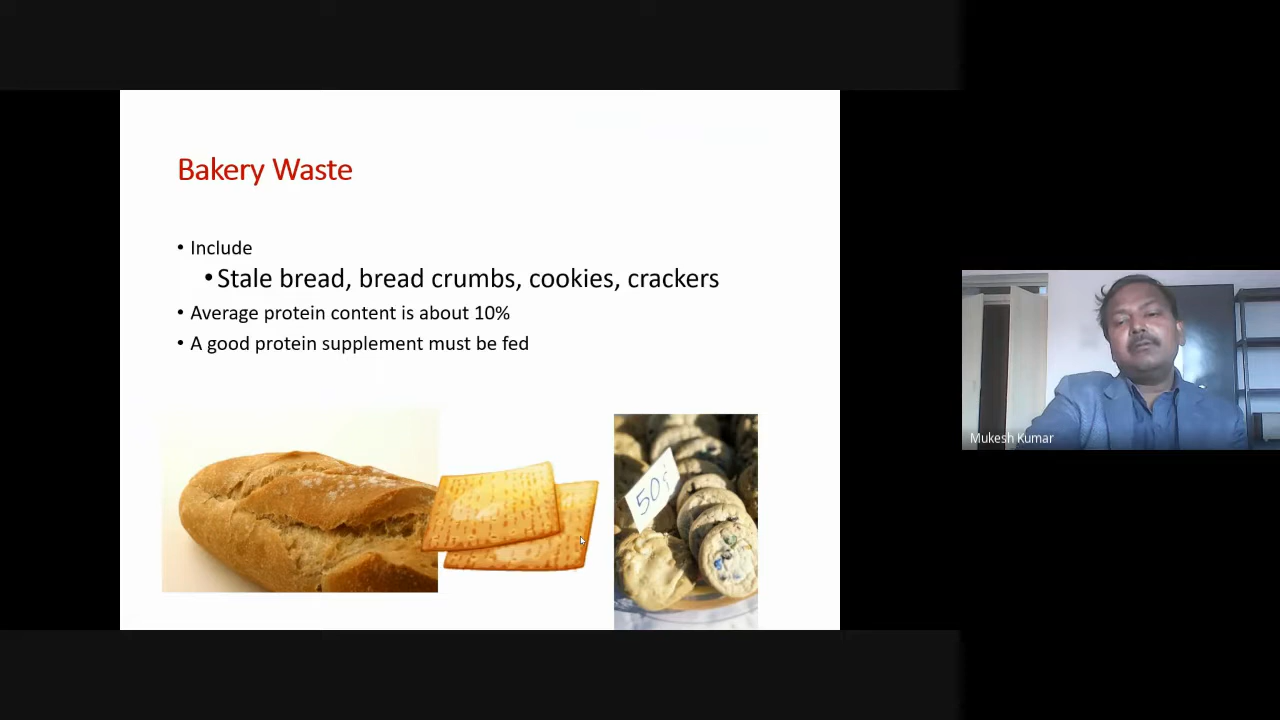 Bakery Waste
• Include
• Stale bread, bread crumbs, cookies, crackers
• Average protein content is about 10%
• A good protein supplement must be fed
50¢
Mukesh Kumar